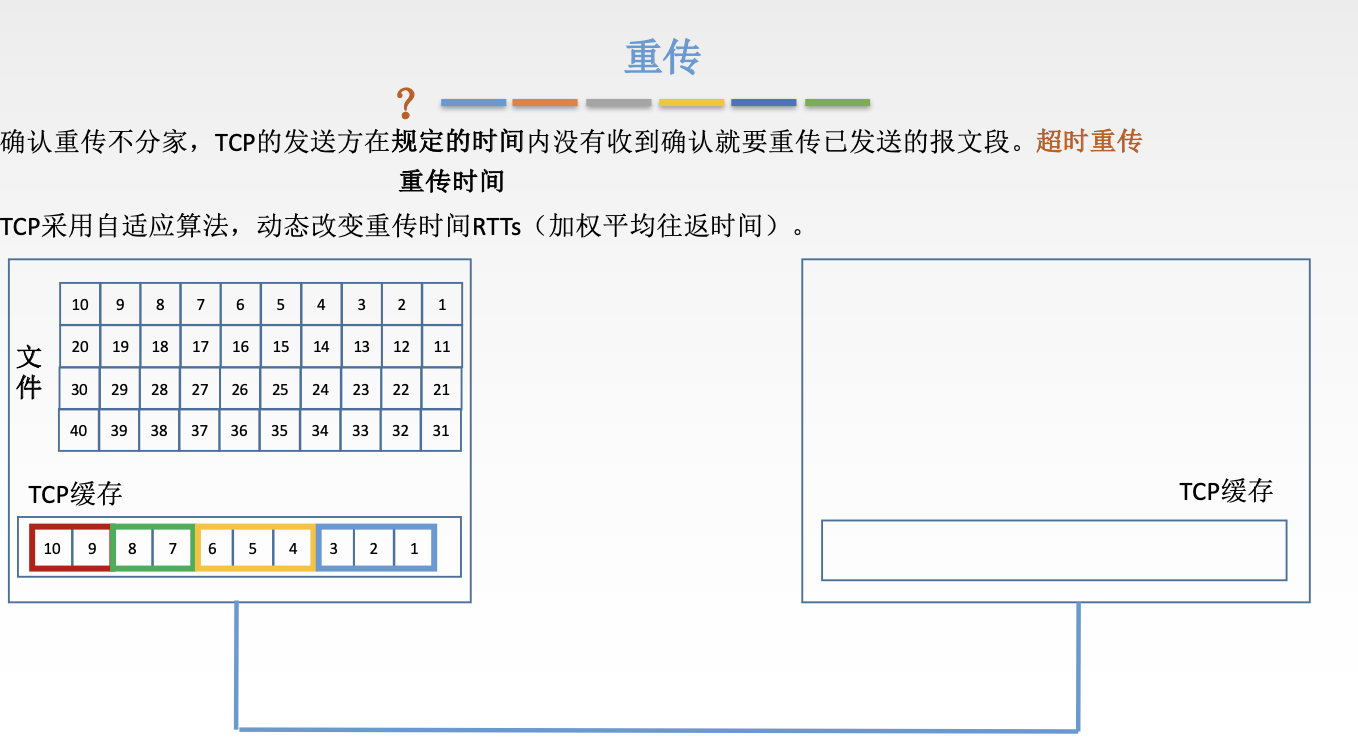 重传
？
确认重传不分家，TCP的发送方在规定的时间内没有收到确认就要重传已发送的报文段。超时重传
重传时间
TCP采用自适应算法，动态改变重传时间RTTs（加权平均往返时间）。
文件
10 9 8 7 6 5 4 3 2 1
20 19 18 17 16 15 14 13 12 11
30 29 28 27 26 25 24 23 22 21
40 39 38 37 36 35 34 33 32 31
TCP缓存
10 9 8 7 6 5 4 3 2 1
TCP缓存